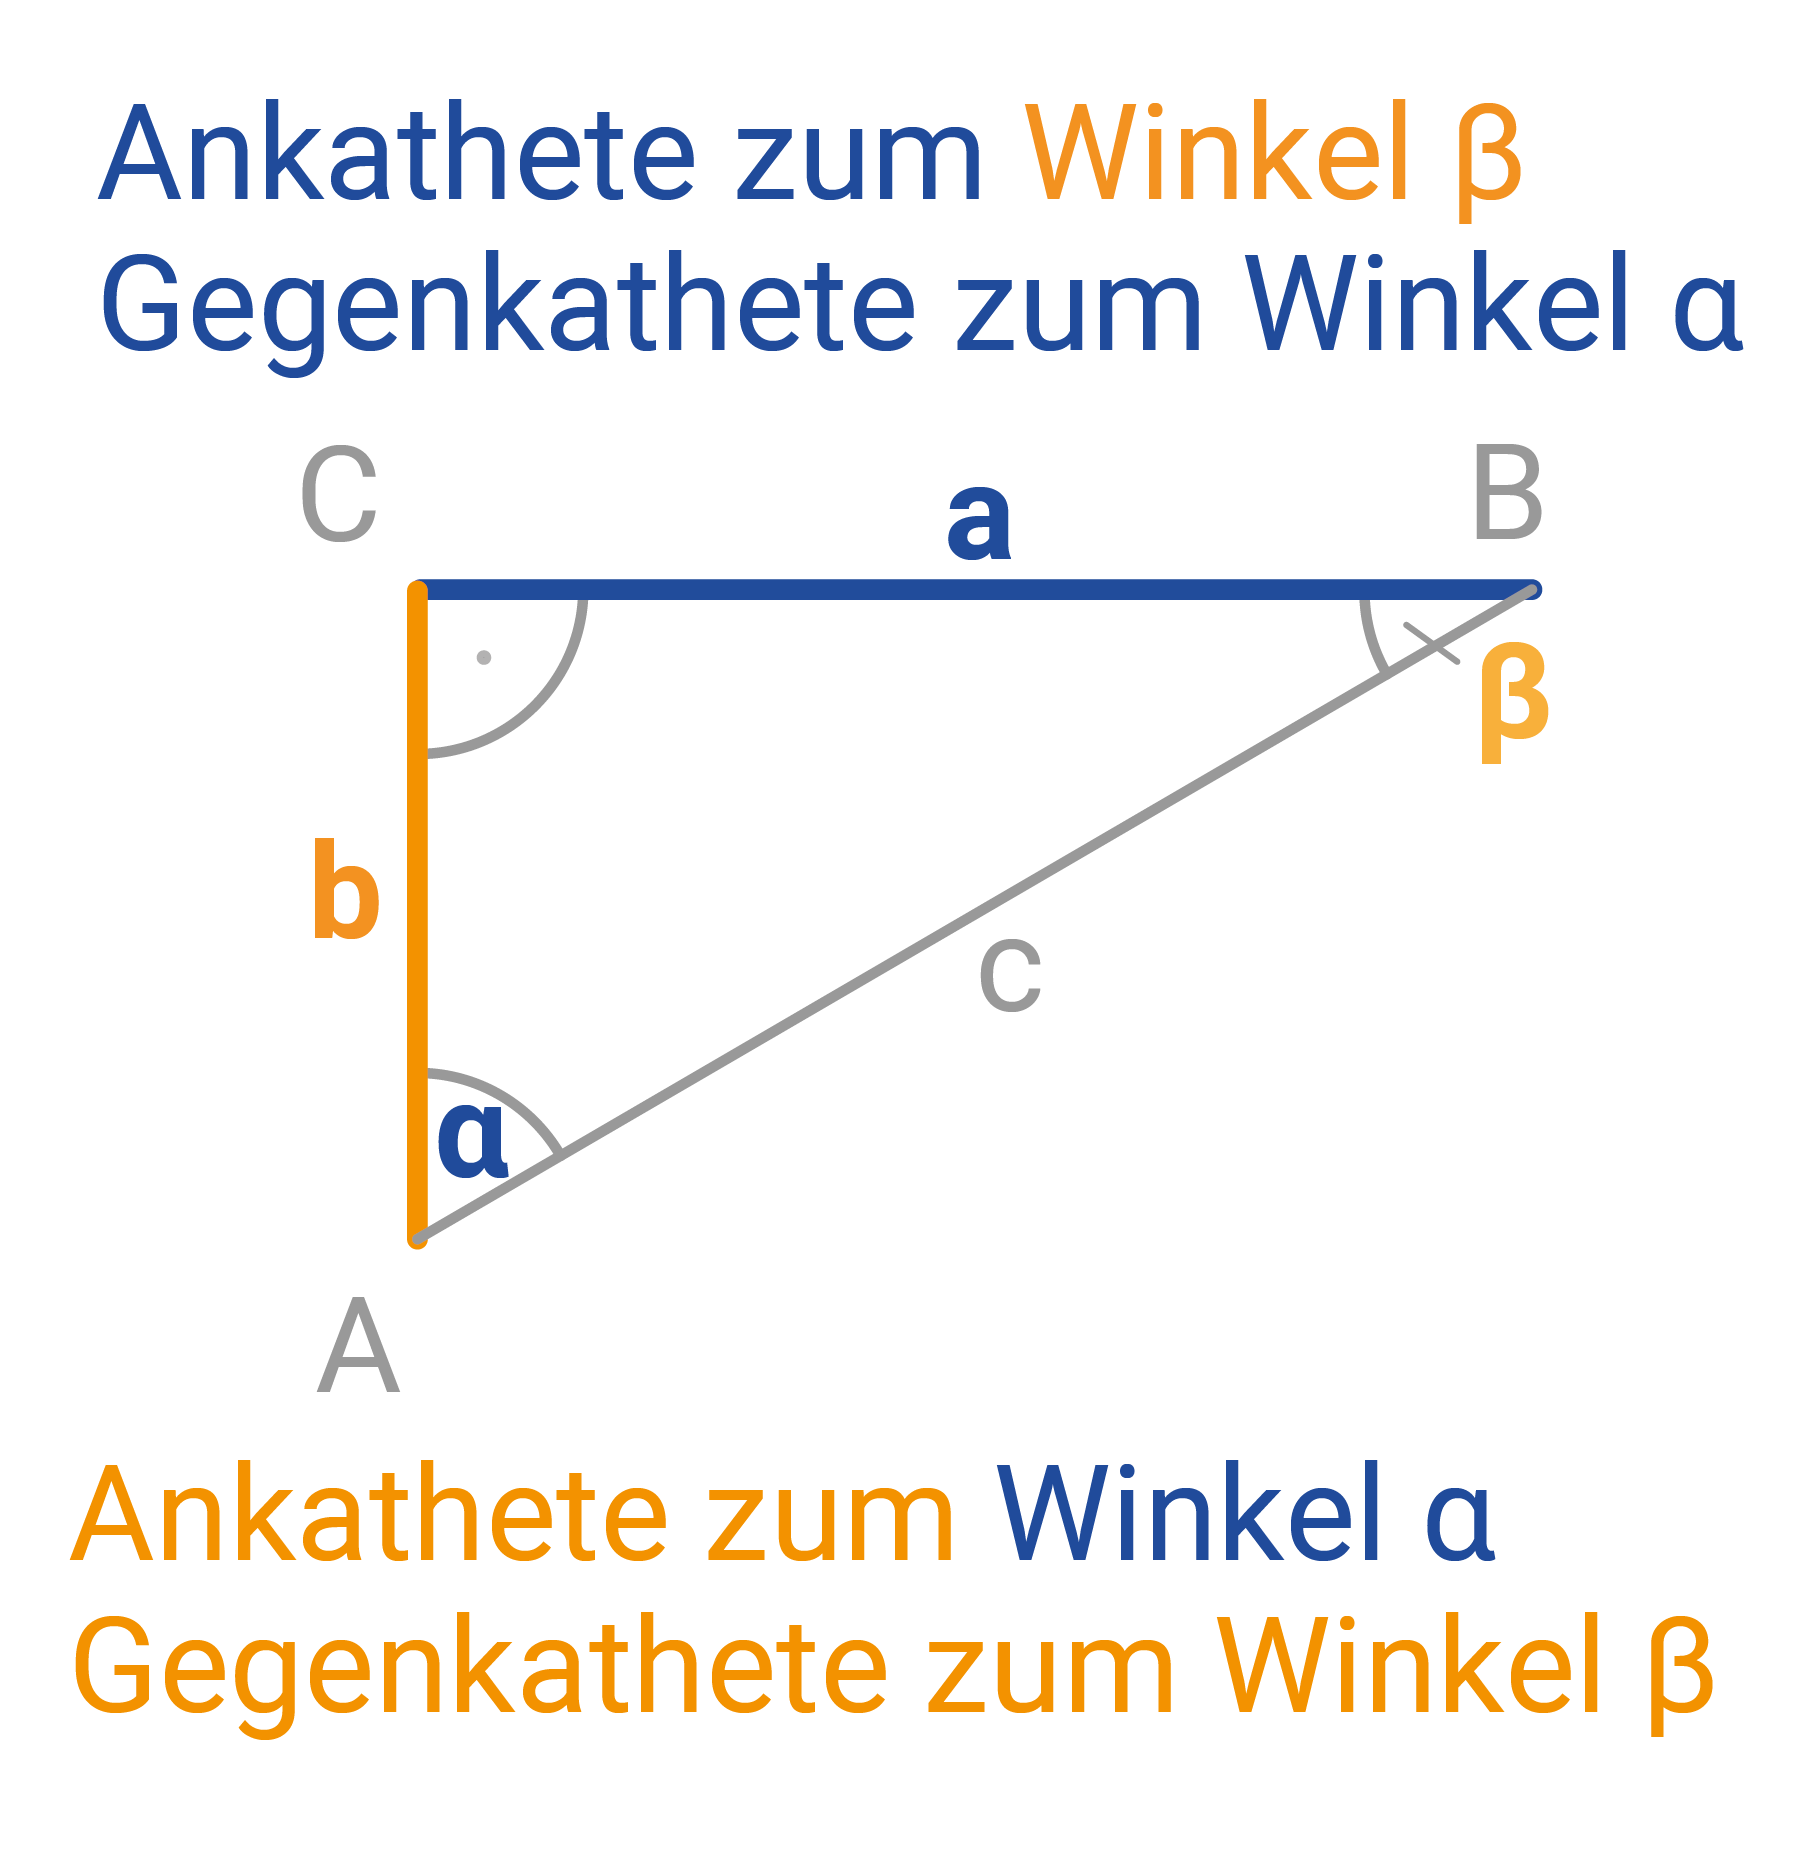 Ankathete zum Winkel β
Gegenkathete zum Winkel α
C
a
B
β
b
c
α
A
Ankathete zum Winkel α
Gegenkathete zum Winkel β